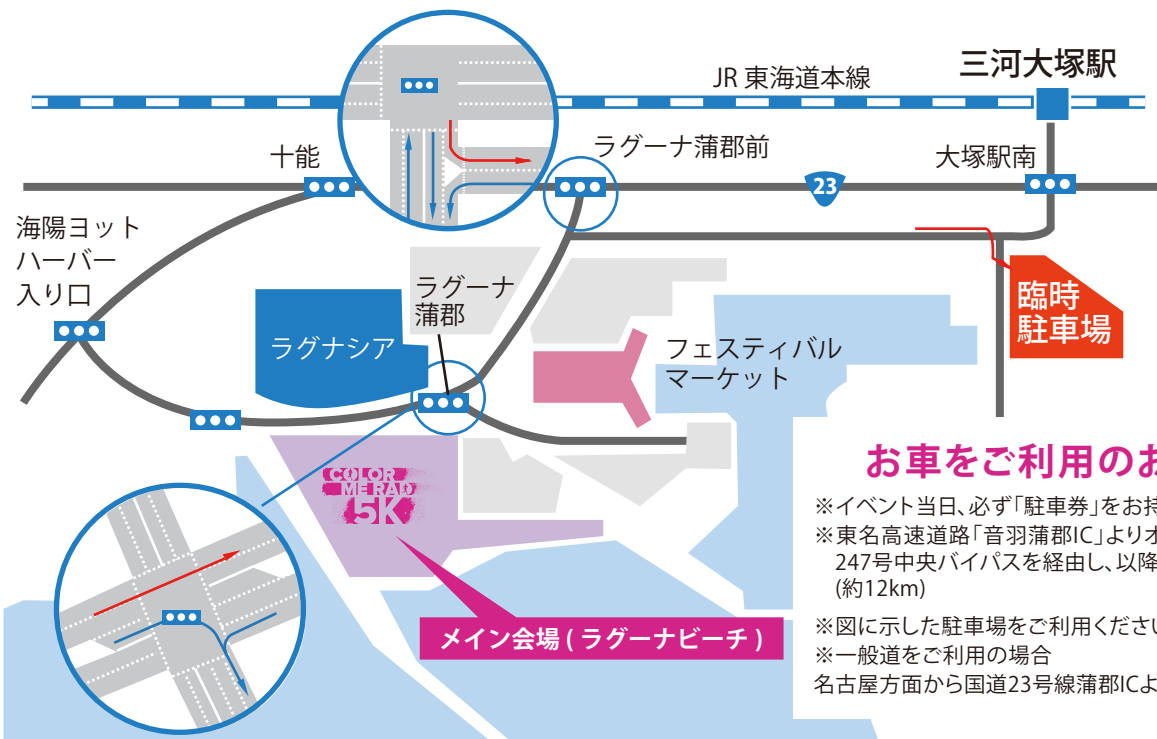 三河大塚駅
JR 東海道本線
十能
ラグーナ蒲郡前
大塚駅南
23
海陽ヨット
ハーバー
入り口
ラグーナ
蒲郡
ラグナシア
フェスティバル
マーケット
臨時
駐車場
COLOR
ME RAD
5K
メイン会場 ( ラグーナビーチ )
お車をご利用のお
※イベント当日、必ず「駐車券」をお持
※東名高速道路「音羽蒲郡IC」より
247号中央バイパスを経由し、以降
(約12km)
※図に示した駐車場をご利用くださ
※一般道をご利用の場合
名古屋方面から国道23号線蒲郡ICよ